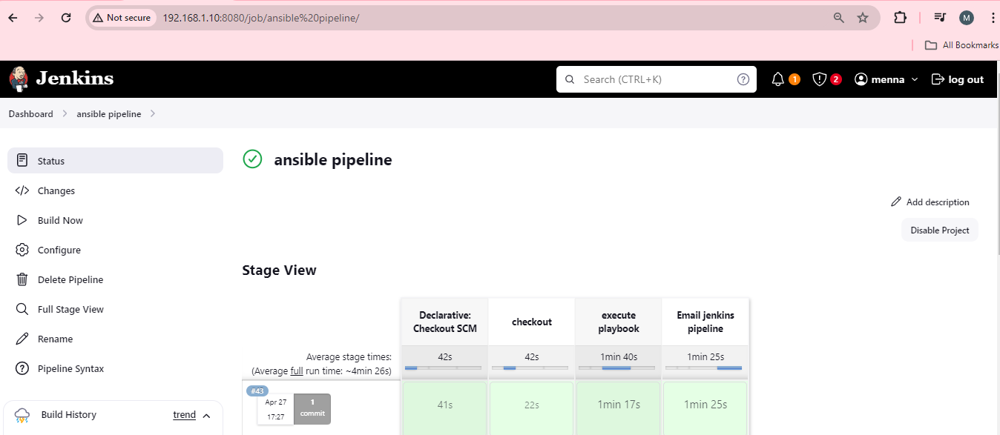 Not secure 192.168.1.10:8080/job/ansible%20pipeline/ M
All Bookmarks
Jenkins Search (CTRL+K) ? 1 2 menna log out
Dashboard ansible pipeline
Status
Changes
Build Now
Configure
Delete Pipeline
Full Stage View
Rename
Pipeline Syntax
Build History trend
ansible pipeline
Add description
Disable Project
Stage View
Declarative: Checkout SCM
checkout
execute playbook
Email jenkins pipeline
Average stage times:
(Average full run time: ~4min 26s)
42s 42s 1min 40s 1min 25s
#43
Apr 27
17:27
1
commit
41s 22s 1min 17s 1min 25s